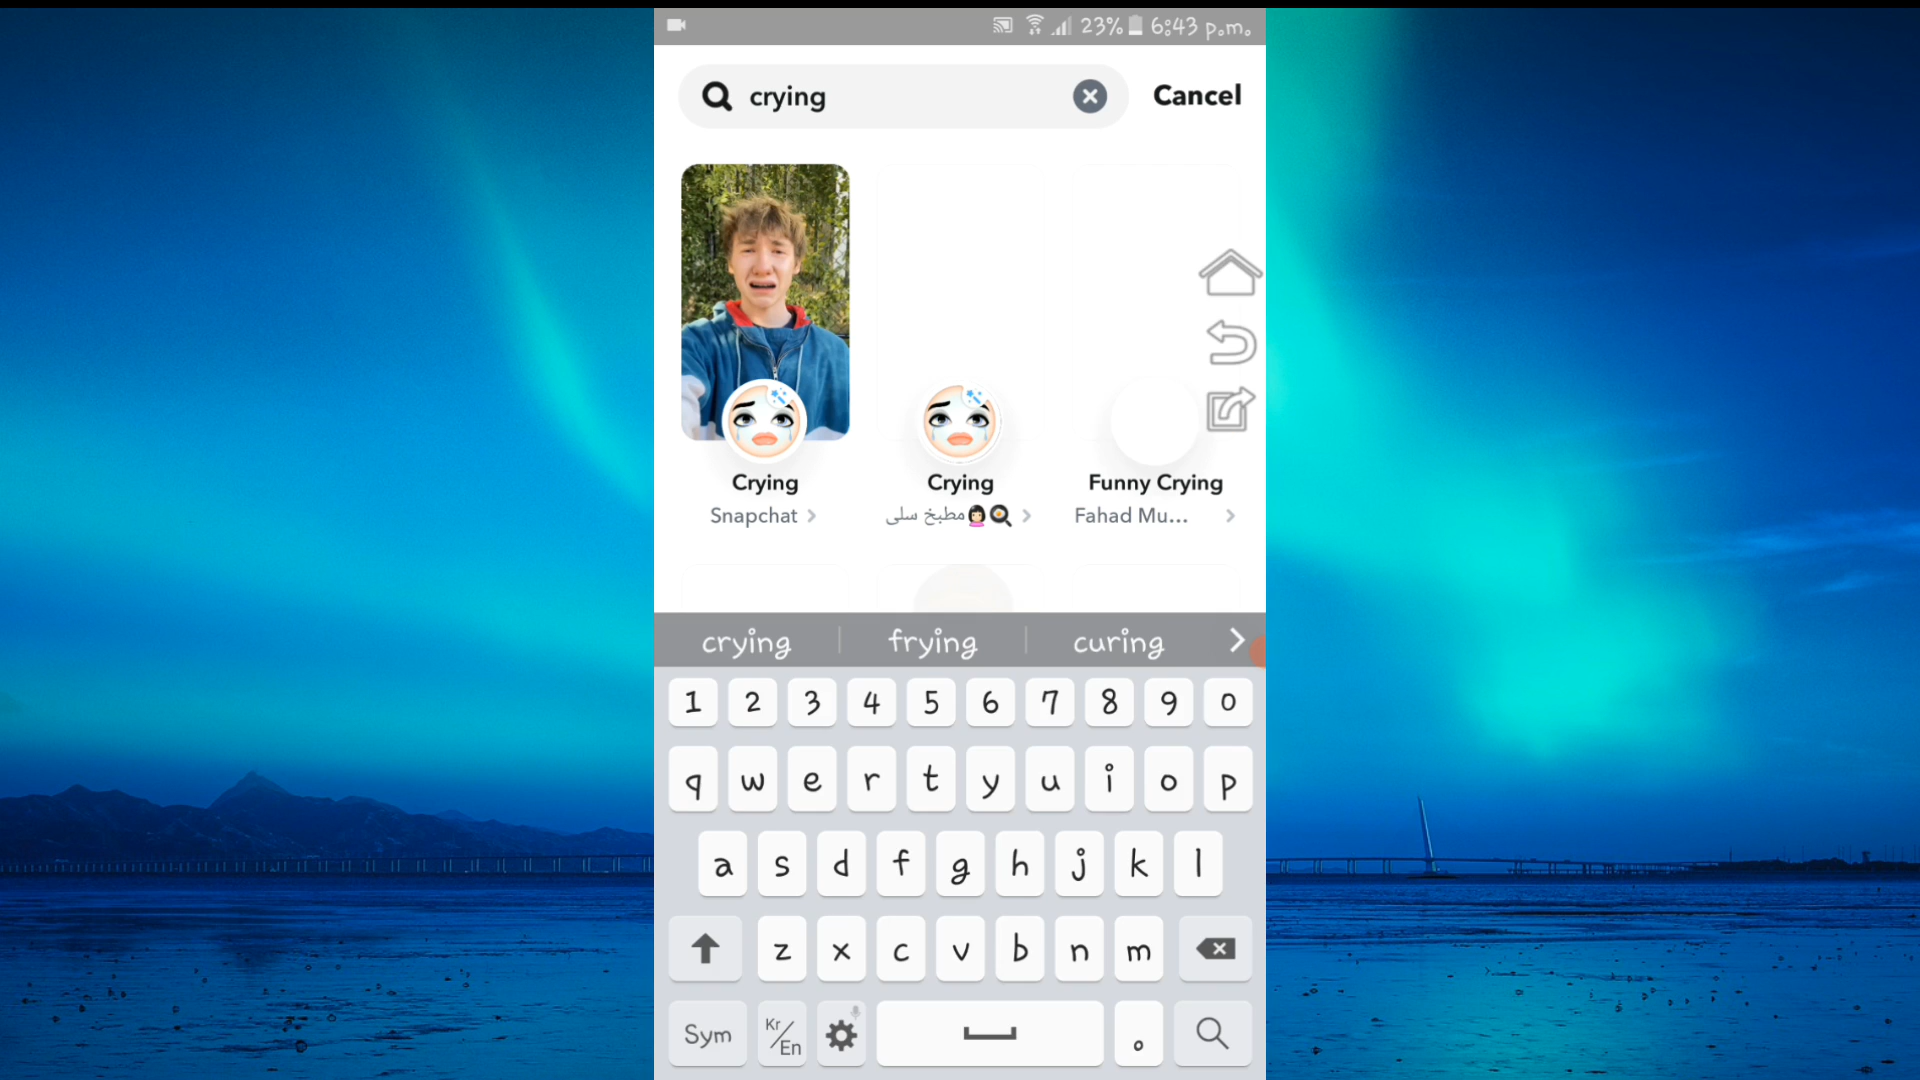 23% 6:43 p.m.
crying
Cancel
Crying
Crying
Funny Crying
Snapchat
مطبخ سلى
Fahad Mu...
crying
frying
curing
1 2 3 4 5 6 7 8 9 0
q w e r t y u i o p
a s d f g h j k l
z x c v b n m
Sym
Kr/En